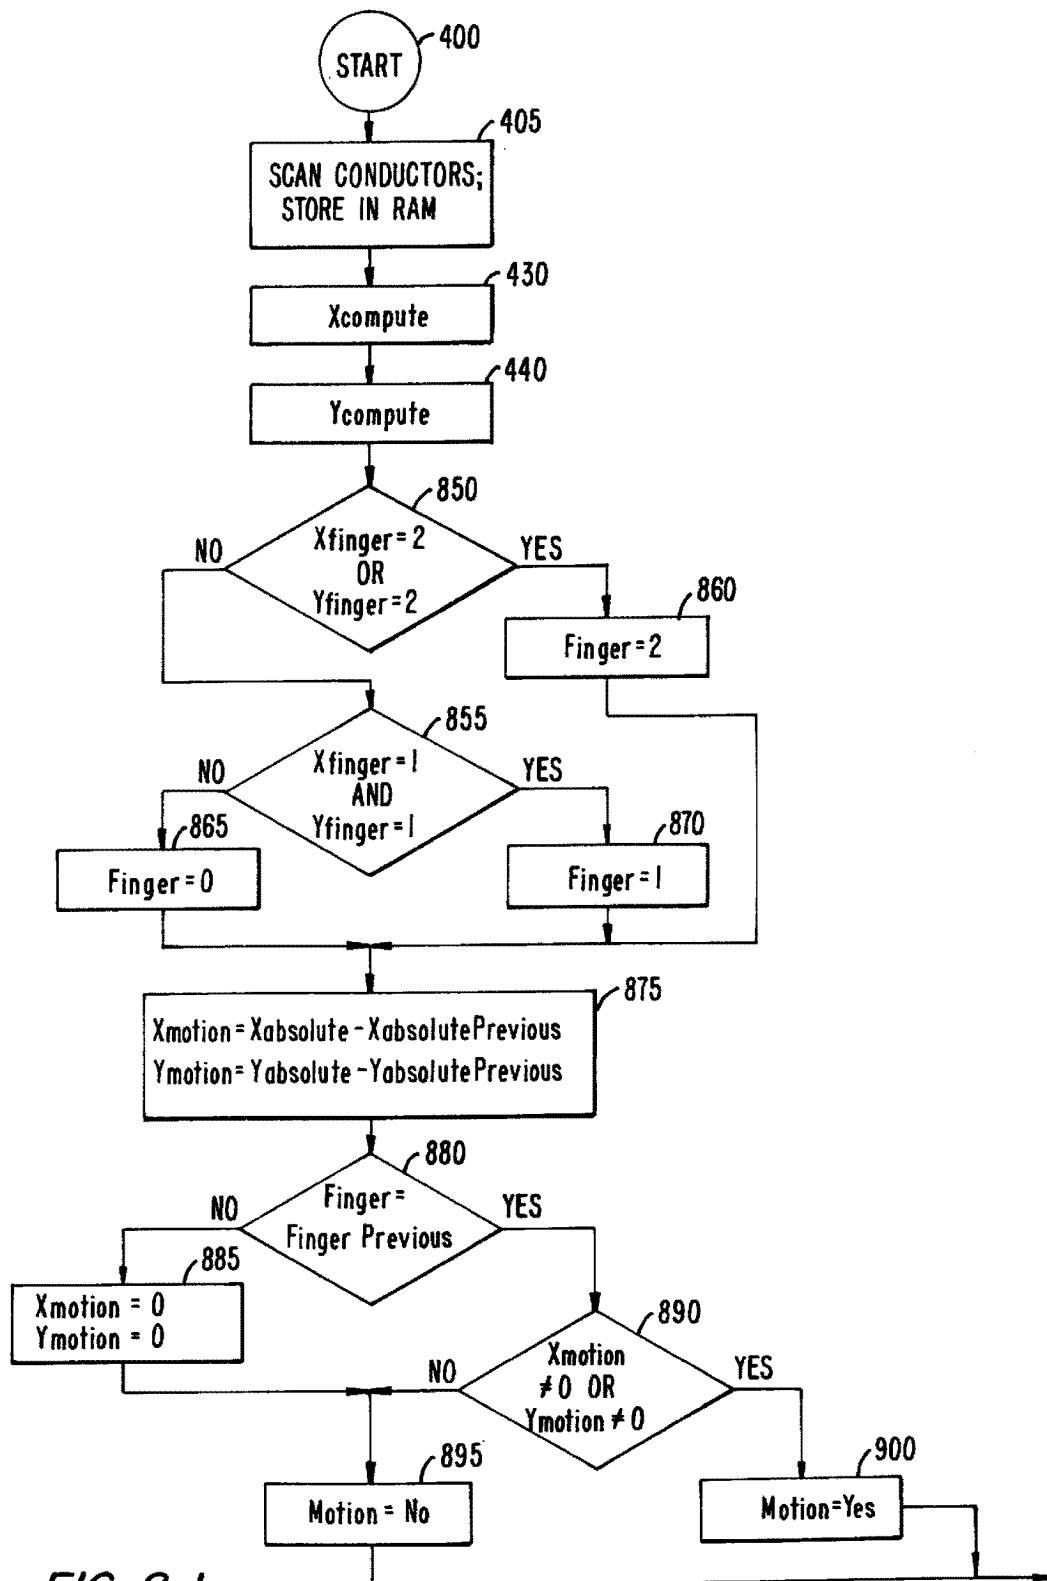 400
START
405
SCAN CONDUCTORS;
STORE IN RAM
430
Xcompute
440
Ycompute
850
NO
Xfinger=2
OR
Yfinger=2
YES
860
Finger=2
855
NO
Xfinger=1
AND
Yfinger=1
YES
865
Finger=0
870
Finger=1
875
Xmotion=Xabsolute-XabsolutePrevious
Ymotion=Yabsolute-YabsolutePrevious
880
NO
Finger=
Finger Previous
YES
885
Xmotion = 0
Ymotion = 0
890
NO
Xmotion
≠0 OR
Ymotion≠0
YES
895
Motion = No
900
Motion=Yes